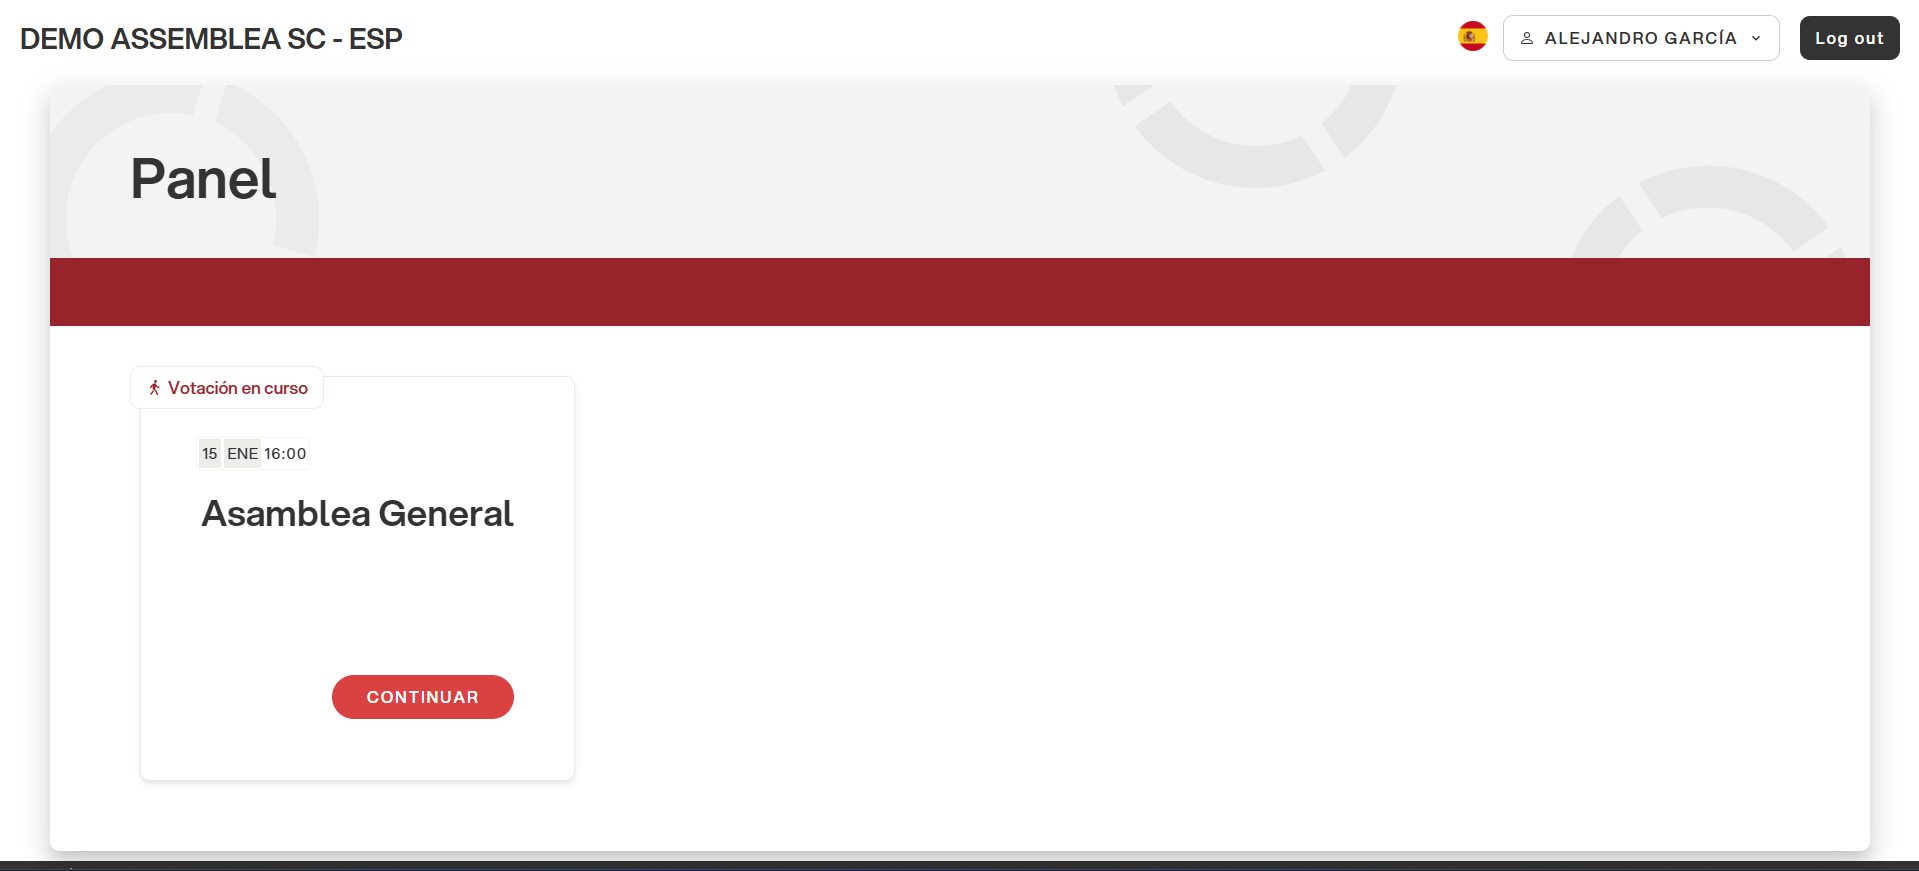 DEMO ASSEMBLEA SC - ESP
ALEJANDRO GARCÍA
Log out
Panel
Votación en curso
15 ENE 16:00
Asamblea General
CONTINUAR